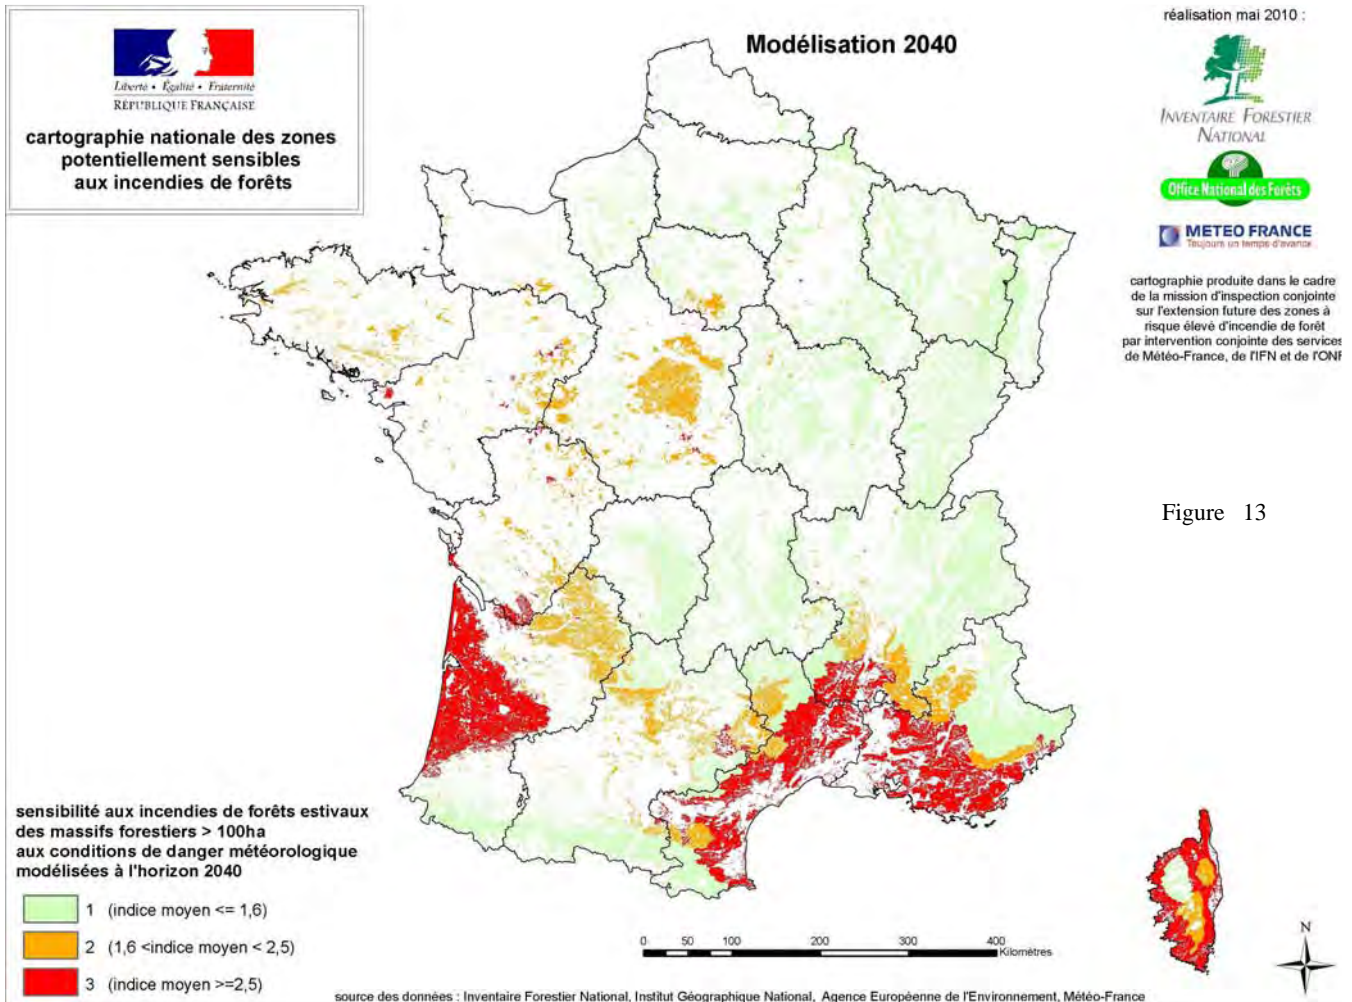 Liberté • Égalité • Fraternité
RÉPUBLIQUE FRANÇAISE
cartographie nationale des zones
potentiellement sensibles
aux incendies de forêts
Modélisation 2040
réalisation mai 2010 :
INVENTAIRE FORESTIER
NATIONAL
Office National des Forêts
METEO FRANCE
Toujours un temps d'avance
cartographie produite dans le cadre
de la mission d'inspection conjointe
sur l'extension future des zones à
risque élevé d'incendie de forêt
par intervention conjointe des services
de Météo-France, de l'IFN et de l'ONF
Figure 13
sensibilité aux incendies de forêts estivaux
des massifs forestiers > 100ha
aux conditions de danger météorologique
modélisées à l'horizon 2040
1 (indice moyen <= 1,6)
2 (1,6 <indice moyen < 2,5)
3 (indice moyen >=2,5)
0 50 100 200 300 400
Kilomètres
N
source des données : Inventaire Forestier National, Institut Géographique National, Agence Européenne de l'Environnement, Météo-France